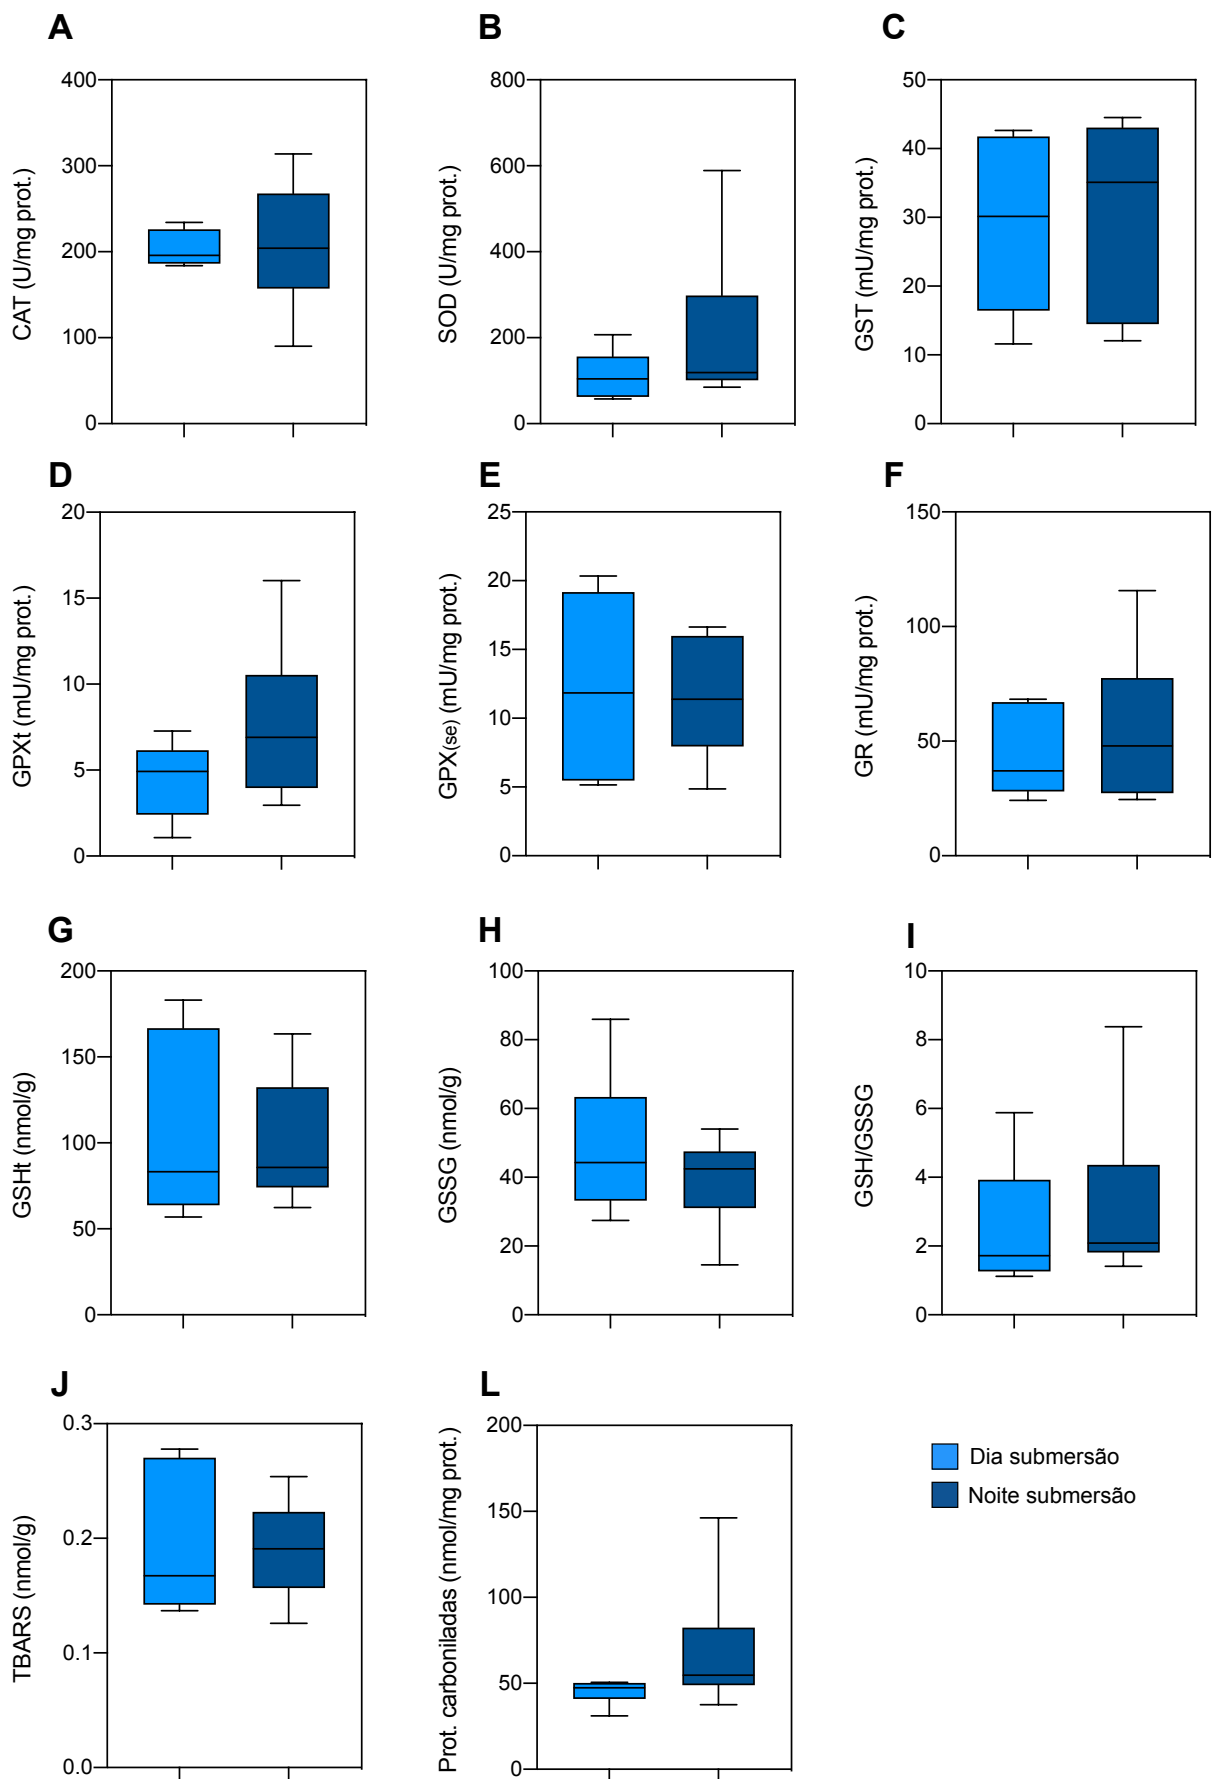 A
B
C
400
300
200
100
0
CAT (U/mg prot.)
800
600
400
200
0
SOD (U/mg prot.)
50
40
30
20
10
0
GST (mU/mg prot.)
D
E
F
20
15
10
5
0
GPXt (mU/mg prot.)
25
20
15
10
5
0
GPX(se) (mU/mg prot.)
150
100
50
0
GR (mU/mg prot.)
G
H
I
200
150
100
50
0
GSHt (nmol/g)
100
80
60
40
20
0
GSSG (nmol/g)
10
8
6
4
2
0
GSH/GSSG
J
L
0.3
0.2
0.1
0.0
TBARS (nmol/g)
200
150
100
50
0
Prot. carboniladas (nmol/mg prot.)
Dia submersão
Noite submersão